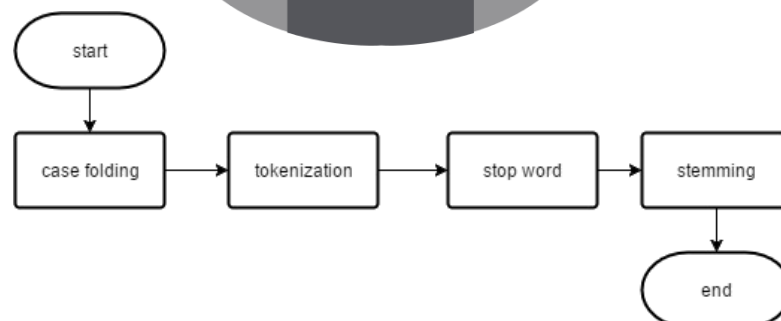 start
case folding
tokenization
stop word
stemming
end